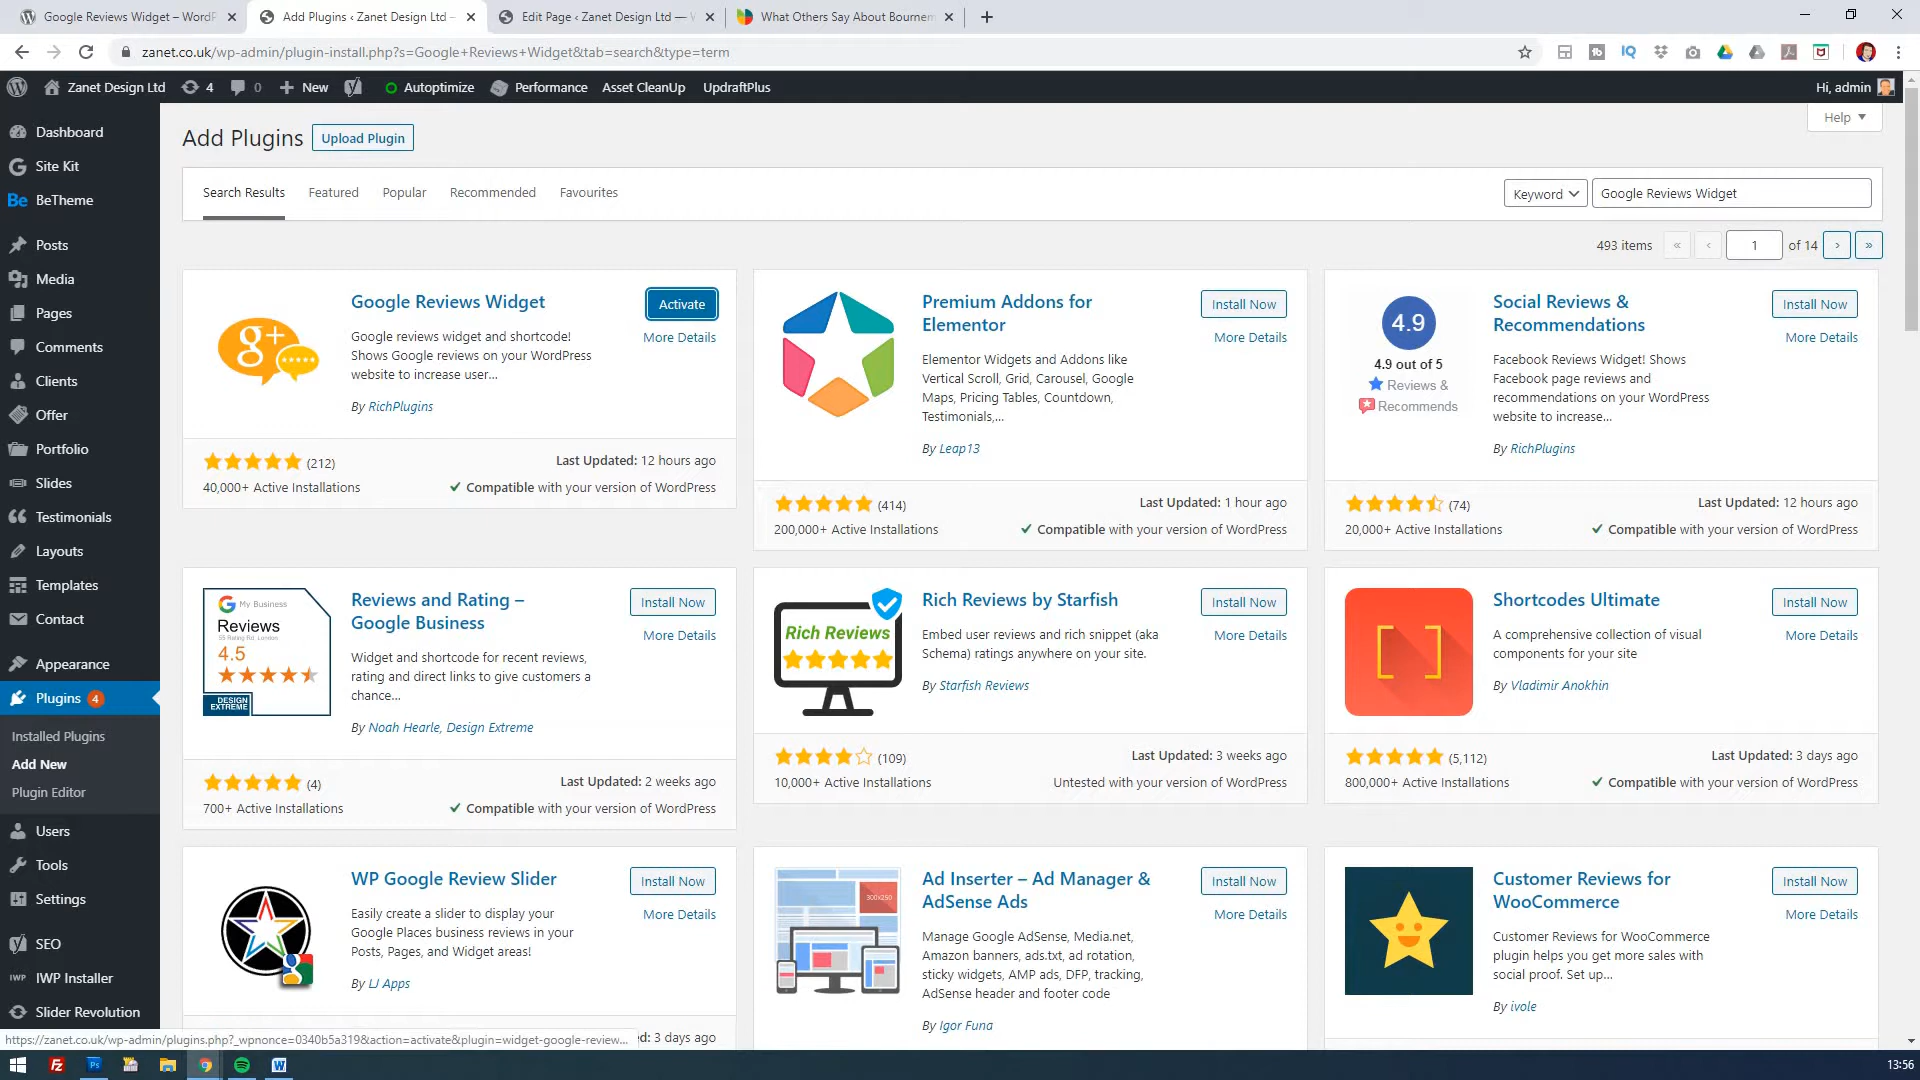 Google Reviews Widget – WordP
Add Plugins ‹ Zanet Design Ltd –
Edit Page ‹ Zanet Design Ltd — W
What Others Say About Bournem
zanet.co.uk/wp-admin/plugin-install.php?s=Google+Reviews+Widget&tab=search&type=term
Zanet Design Ltd 4 0 New Autoptimize Performance Asset CleanUp UpdraftPlus Hi, admin
Dashboard
Site Kit
Be BeTheme
Posts
Media
Pages
Comments
Clients
Offer
Portfolio
Slides
Testimonials
Layouts
Templates
Contact
Appearance
Plugins 4
Installed Plugins
Add New
Plugin Editor
Users
Tools
Settings
SEO
IWP IWP Installer
Slider Revolution
Help
Add Plugins Upload Plugin
Search Results Featured Popular Recommended Favourites
Keyword Google Reviews Widget
493 items « ‹ 1 of 14 › »
g+
Google Reviews Widget
Activate
More Details
Google reviews widget and shortcode!
Shows Google reviews on your WordPress
website to increase user...
By RichPlugins
(212)
40,000+ Active Installations
Last Updated: 12 hours ago
Compatible with your version of WordPress
Premium Addons for
Elementor
Install Now
More Details
Elementor Widgets and Addons like
Vertical Scroll, Grid, Carousel, Google
Maps, Pricing Tables, Countdown,
Testimonials,...
By Leap13
(414)
200,000+ Active Installations
Last Updated: 1 hour ago
Compatible with your version of WordPress
4.9
4.9 out of 5
Reviews &
Recommends
Social Reviews &
Recommendations
Install Now
More Details
Facebook Reviews Widget! Shows
Facebook page reviews and
recommendations on your WordPress
website to increase...
By RichPlugins
(74)
20,000+ Active Installations
Last Updated: 12 hours ago
Compatible with your version of WordPress
G My Business
Reviews
55 Rating Rd, London
4.5
DESIGN
EXTREME
Reviews and Rating –
Google Business
Install Now
More Details
Widget and shortcode for recent reviews,
rating and direct links to give customers a
chance...
By Noah Hearle, Design Extreme
(4)
700+ Active Installations
Last Updated: 2 weeks ago
Compatible with your version of WordPress
Rich Reviews
Rich Reviews by Starfish
Install Now
More Details
Embed user reviews and rich snippet (aka
Schema) ratings anywhere on your site.
By Starfish Reviews
(109)
10,000+ Active Installations
Last Updated: 3 weeks ago
Untested with your version of WordPress
[ ]
Shortcodes Ultimate
Install Now
More Details
A comprehensive collection of visual
components for your site
By Vladimir Anokhin
(5,112)
800,000+ Active Installations
Last Updated: 3 days ago
Compatible with your version of WordPress
WP Google Review Slider
Install Now
More Details
Easily create a slider to display your
Google Places business reviews in your
Posts, Pages, and Widget areas!
By LJ Apps
d: 3 days ago
300x250
Ad Inserter – Ad Manager &
AdSense Ads
Install Now
More Details
Manage Google AdSense, Media.net,
Amazon banners, ads.txt, ad rotation,
sticky widgets, AMP ads, DFP, tracking,
AdSense header and footer code
By Igor Funa
Customer Reviews for
WooCommerce
Install Now
More Details
Customer Reviews for WooCommerce
plugin helps you get more sales with
social proof. Set up...
By ivole
https://zanet.co.uk/wp-admin/plugins.php?_wpnonce=0340b5a319&action=activate&plugin=widget-google-review...
13:56